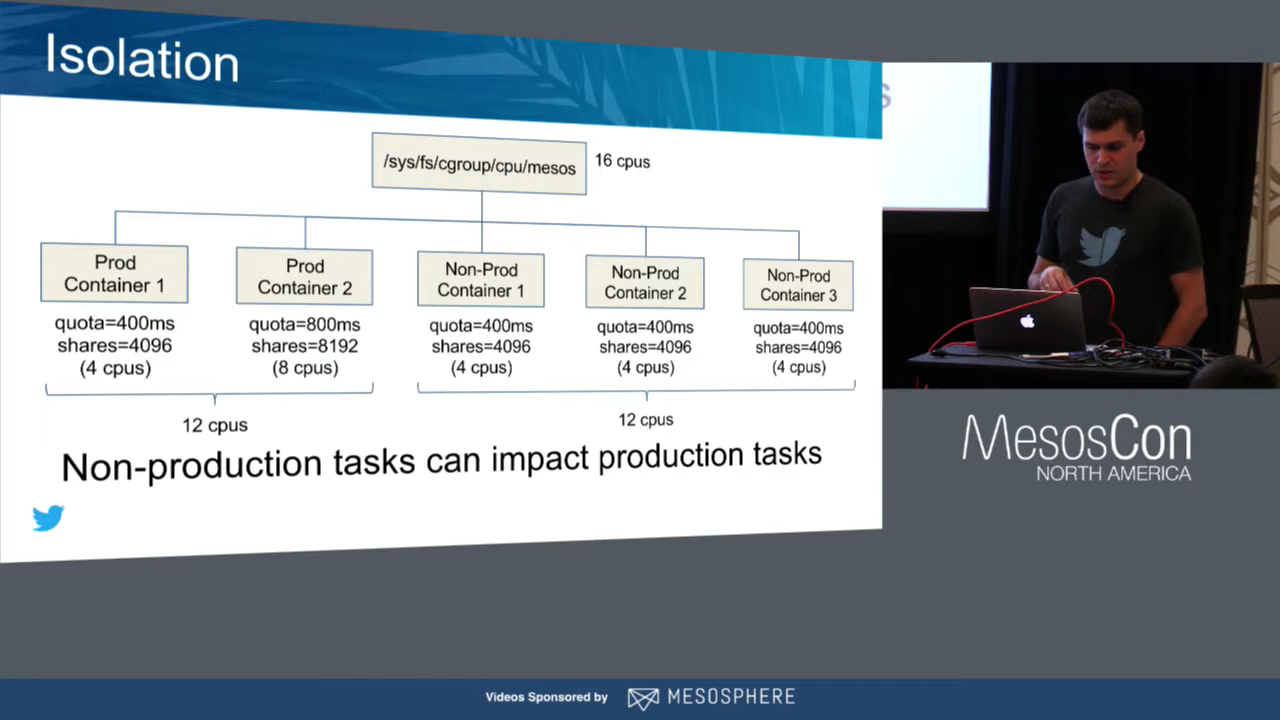 Isolation
/sys/fs/cgroup/cpu/mesos
16 cpus
Prod
Container 1
quota=400ms
shares=4096
(4 cpus)
Prod
Container 2
quota=800ms
shares=8192
(8 cpus)
Non-Prod
Container 1
quota=400ms
shares=4096
(4 cpus)
Non-Prod
Container 2
quota=400ms
shares=4096
(4 cpus)
Non-Prod
Container 3
quota=400ms
shares=4096
(4 cpus)
12 cpus
12 cpus
Non-production tasks can impact production tasks
s
MesosCon
NORTH AMERICA
Videos Sponsored by
MESOSPHERE